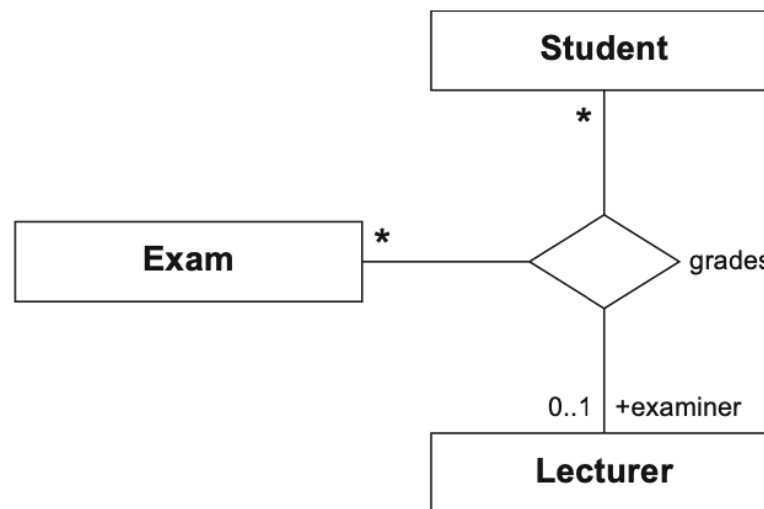 Student
*
*
Exam
grades
0..1
+examiner
Lecturer